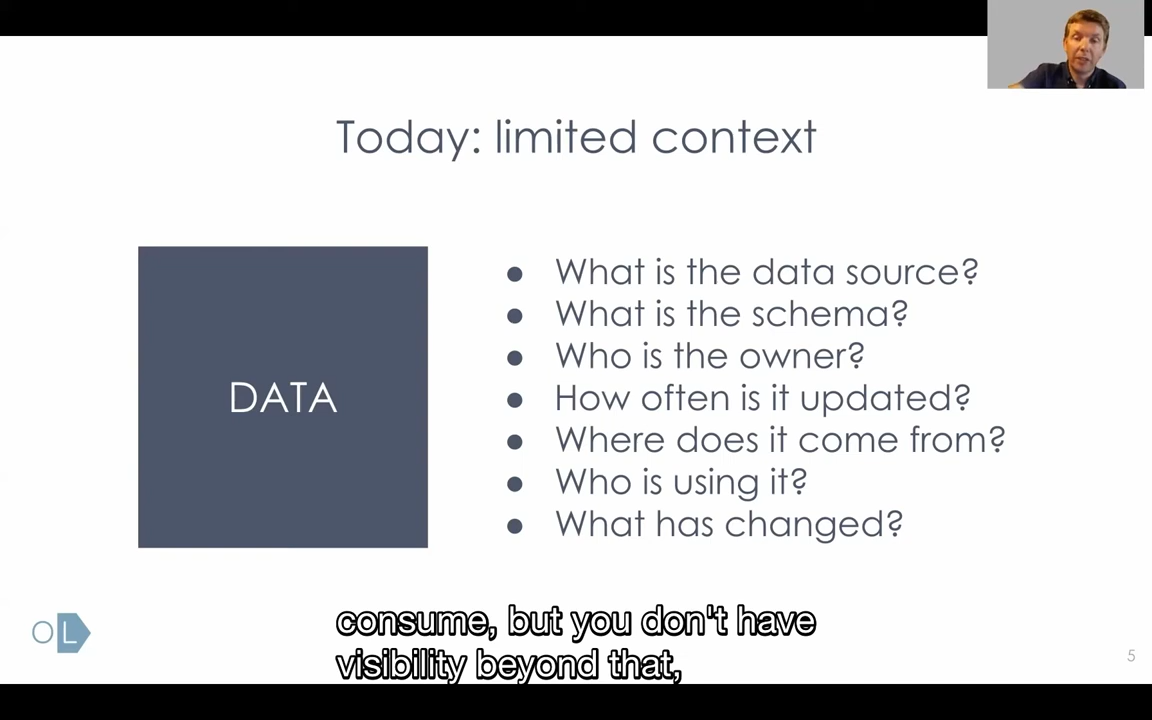 Today: limited context
DATA
● What is the data source?
● What is the schema?
● Who is the owner?
● How often is it updated?
● Where does it come from?
● Who is using it?
● What has changed?
consume, but you don't have
visibility beyond that,
OL
5